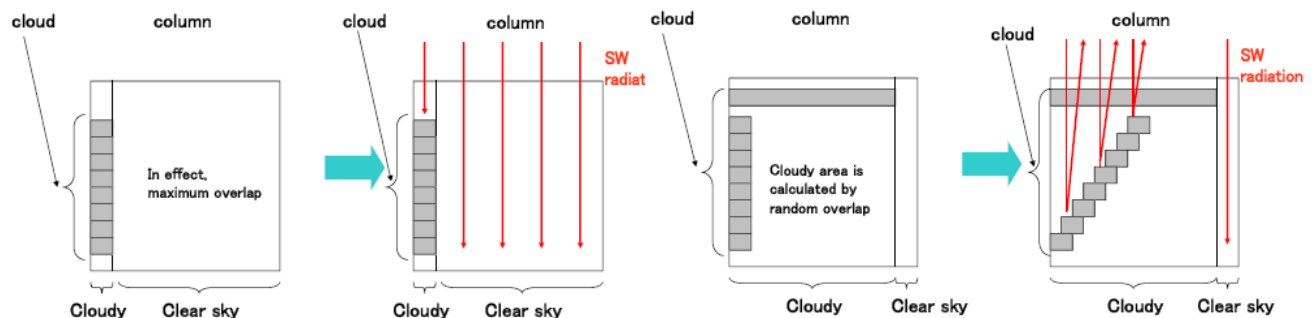 cloud
column
In effect,
maximum overlap
Cloudy
Clear sky
column
cloud
SW
radiat
Cloudy
Clear sky
cloud
column
Cloudy area is
calculated by
random overlap
Cloudy
Clear sky
column
cloud
SW
radiation
Cloudy
Clear sky